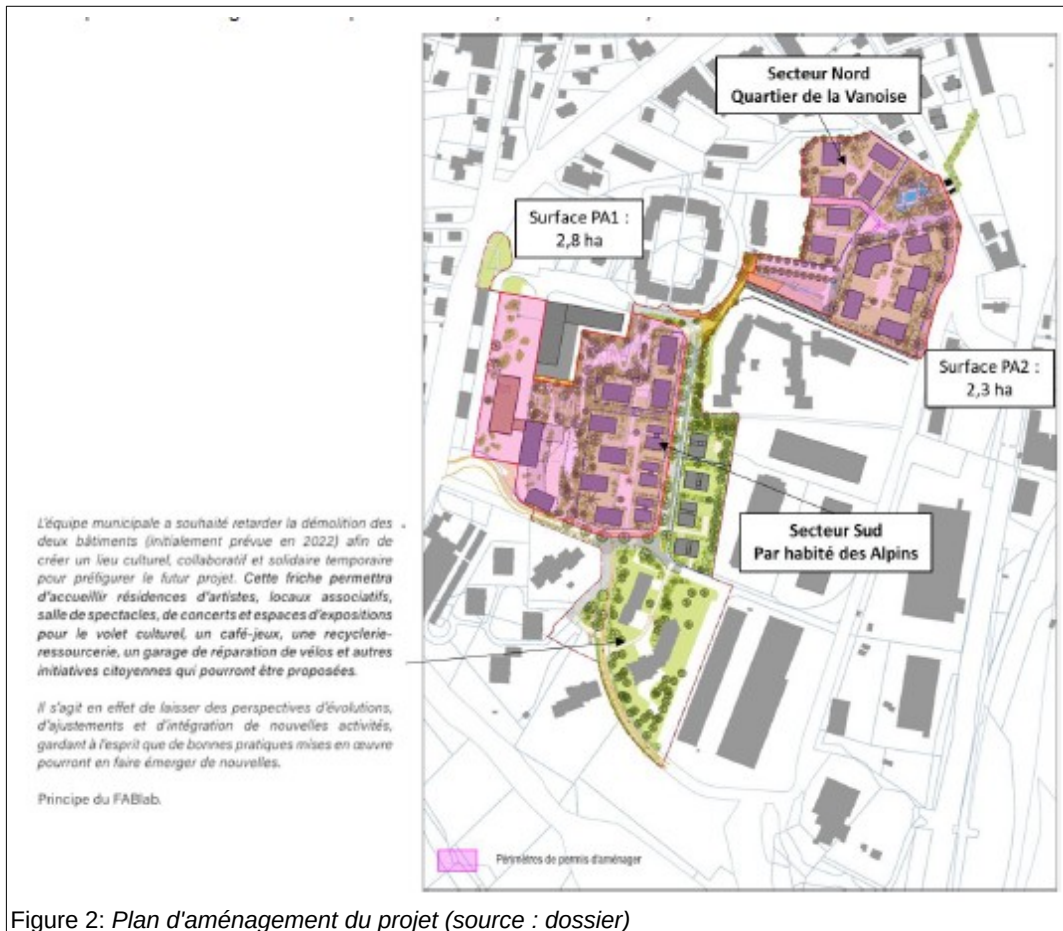 Secteur Nord
Quartier de la Vanoise
Surface PA1 :
2,8 ha
Surface PA2 :
2,3 ha
Secteur Sud
Par habité des Alpins
L'équipe municipale a souhaité retarder la démolition des
deux bâtiments (initialement prévue en 2022) afin de
créer un lieu culturel, collaboratif et solidaire temporaire
pour préfigurer le futur projet. Cette friche permettra
d'accueillir résidences d'artistes, locaux associatifs,
salle de spectacles, de concerts et espaces d'expositions
pour le volet culturel, un café-jeux, une recyclerie-
ressourcerie, un garage de réparation de vélos et autres
initiatives citoyennes qui pourront être proposées.
Il s'agit en effet de laisser des perspectives d'évolutions,
d'ajustements et d'intégration de nouvelles activités,
gardant à l'esprit que de bonnes pratiques mises en œuvre
pourront en faire émerger de nouvelles.
Principe du FABlab.
Périmètres de permis d'aménager
Figure 2: Plan d'aménagement du projet (source : dossier)